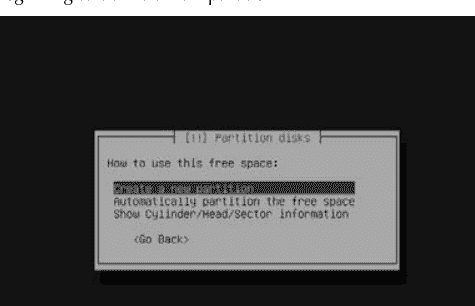 [!!] Partition disks
How to use this free space:
Create a new partition
Automatically partition the free space
Show Cylinder/Head/Sector information
<Go Back>